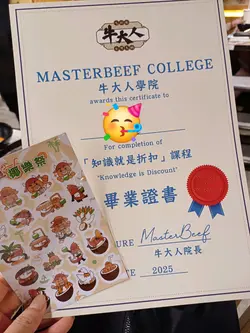 牛大人
MASTERBEEF COLLEGE
牛大人學院
awards this certificate to
For completion of
「知識就是折扣」課程
'Knowledge is Discount'
畢業證書
URE MasterBeef
牛大人院長
DATE 2025